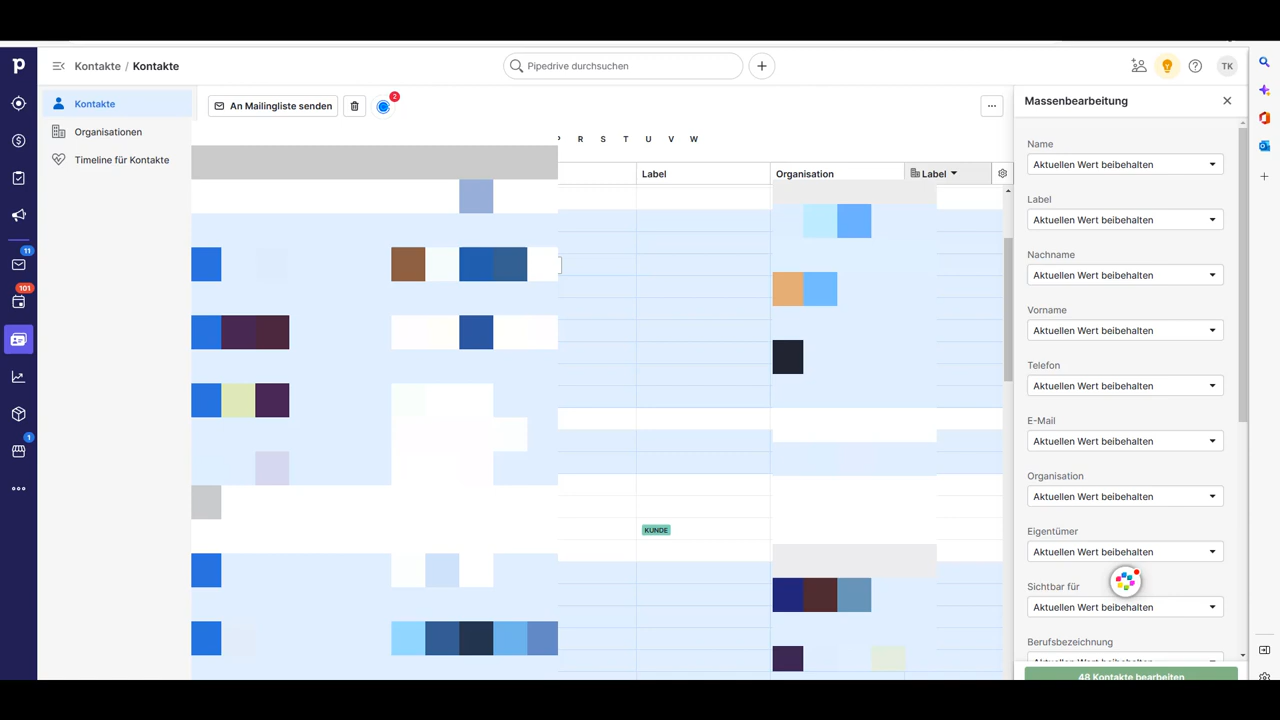 Kontakte / Kontakte
Pipedrive durchsuchen
TK
Kontakte
Organisationen
Timeline für Kontakte
An Mailingliste senden
2
R S T U V W
Label
Organisation
Label
KUNDE
11
101
1
Massenbearbeitung
Name
Aktuellen Wert beibehalten
Label
Aktuellen Wert beibehalten
Nachname
Aktuellen Wert beibehalten
Vorname
Aktuellen Wert beibehalten
Telefon
Aktuellen Wert beibehalten
E-Mail
Aktuellen Wert beibehalten
Organisation
Aktuellen Wert beibehalten
Eigentümer
Aktuellen Wert beibehalten
Sichtbar für
Aktuellen Wert beibehalten
Berufsbezeichnung
Aktuellen Wert beibehalten
48 Kontakte bearbeiten